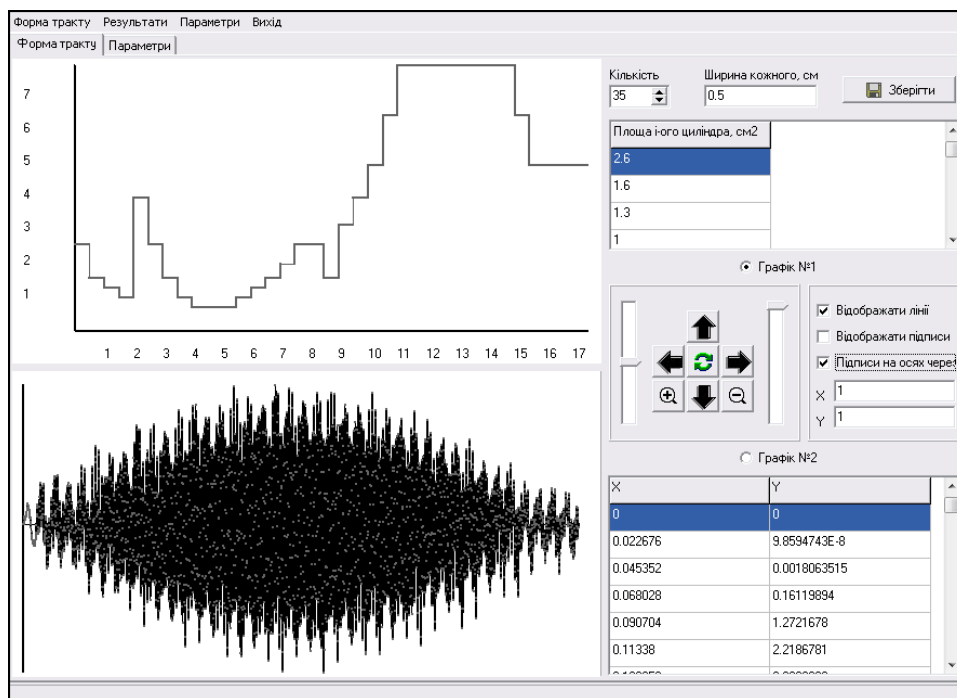 Форма тракту Результати Параметри Вихід
Форма тракту Параметри
7
6
5
4
3
2
1
1 2 3 4 5 6 7 8 9 10 11 12 13 14 15 16 17
Кількість Ширина кожного, см
35 0.5 Зберігти
Площа і-ого циліндра, см2
2.6
1.6
1.3
1
Графік №1
Відображати лінії
Відображати підписи
Підписи на осях через
X 1
Y 1
Графік №2
X Y
0 0
0.022676 9.8594743E-8
0.045352 0.0018063515
0.068028 0.16119894
0.090704 1.2721678
0.11338 2.2186781